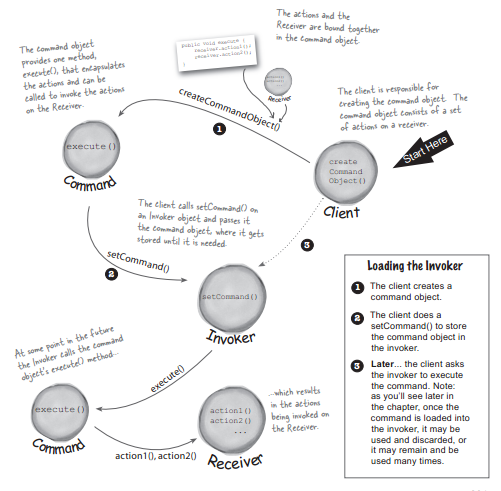 The actions and the
Receiver are bound together
in the command object.
public void execute {
receiver.action1();
receiver.action2();
}
Receiver
The command object
provides one method,
execute(), that encapsulates
the actions and can be
called to invoke the actions
on the Receiver.
createCommandObject()
1
The client is responsible for
creating the command object. The
command object consists of a set
of actions on a receiver.
Start Here
execute()
Command
create
Command
Object()
Client
The client calls setCommand() on
an Invoker object and passes it
the command object, where it gets
stored until it is needed.
3
setCommand()
2
setCommand()
Invoker
Loading the Invoker
1 The client creates a
command object.
2 The client does a
setCommand() to store
the command object in
the invoker.
3 Later... the client asks
the invoker to execute
the command. Note:
as you'll see later in
the chapter, once the
command is loaded into
the invoker, it may be
used and discarded, or
it may remain and be
used many times.
At some point in the future
the Invoker calls the command
object's execute() method...
execute()
execute()
Command
action1(), action2()
...which results
in the actions
being invoked on
the Receiver.
action1()
action2()
...
Receiver